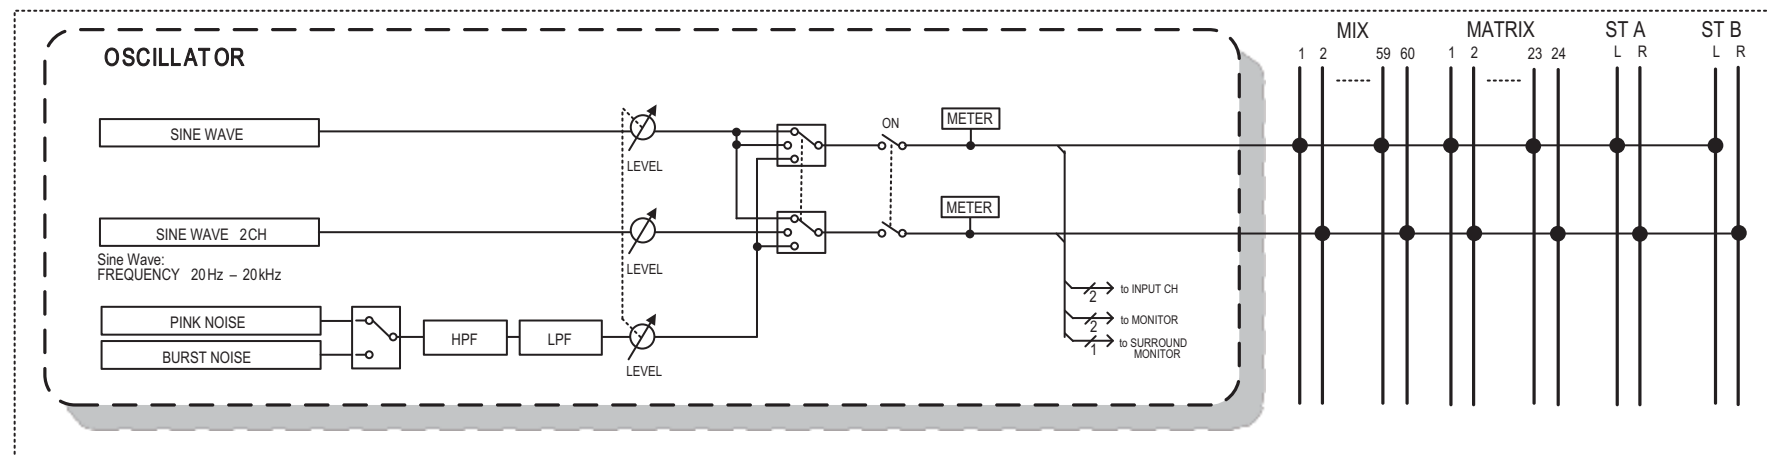 OSCILLATOR
MIX MATRIX ST A ST B
1 2 59 60 1 2 23 24 L R L R
SINE WAVE
LEVEL
ON
METER
SINE WAVE 2CH
Sine Wave:
FREQUENCY 20Hz – 20kHz
LEVEL
METER
PINK NOISE
BURST NOISE
HPF
LPF
LEVEL
2 to INPUT CH
2 to MONITOR
1 to SURROUND
MONITOR